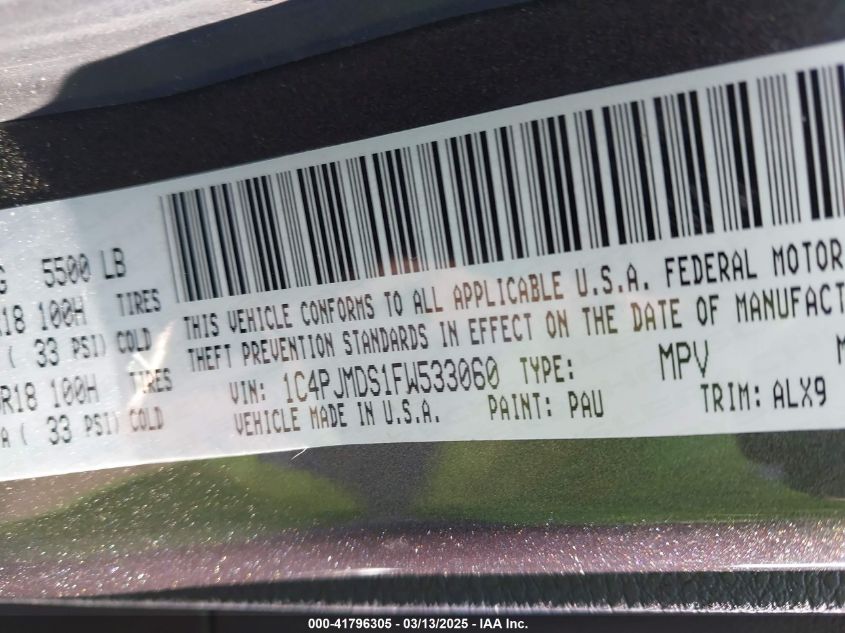 G 5500 LB
R18 100H TIRES
( 33 PSI) COLD
R18 100H TIRES
A ( 33 PSI) COLD
THIS VEHICLE CONFORMS TO ALL APPLICABLE U.S.A. FEDERAL MOTOR
THEFT PREVENTION STANDARDS IN EFFECT ON THE DATE OF MANUFACT
VIN: 1C4PJMDS1FW533060 TYPE: MPV M
VEHICLE MADE IN U.S.A. PAINT: PAU TRIM: ALX9
000-41796305 - 03/13/2025 - IAA Inc.